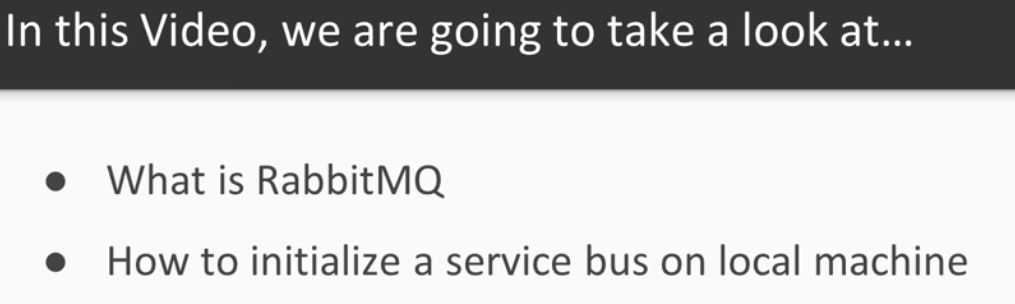 In this Video, we are going to take a look at...
● What is RabbitMQ
● How to initialize a service bus on local machine